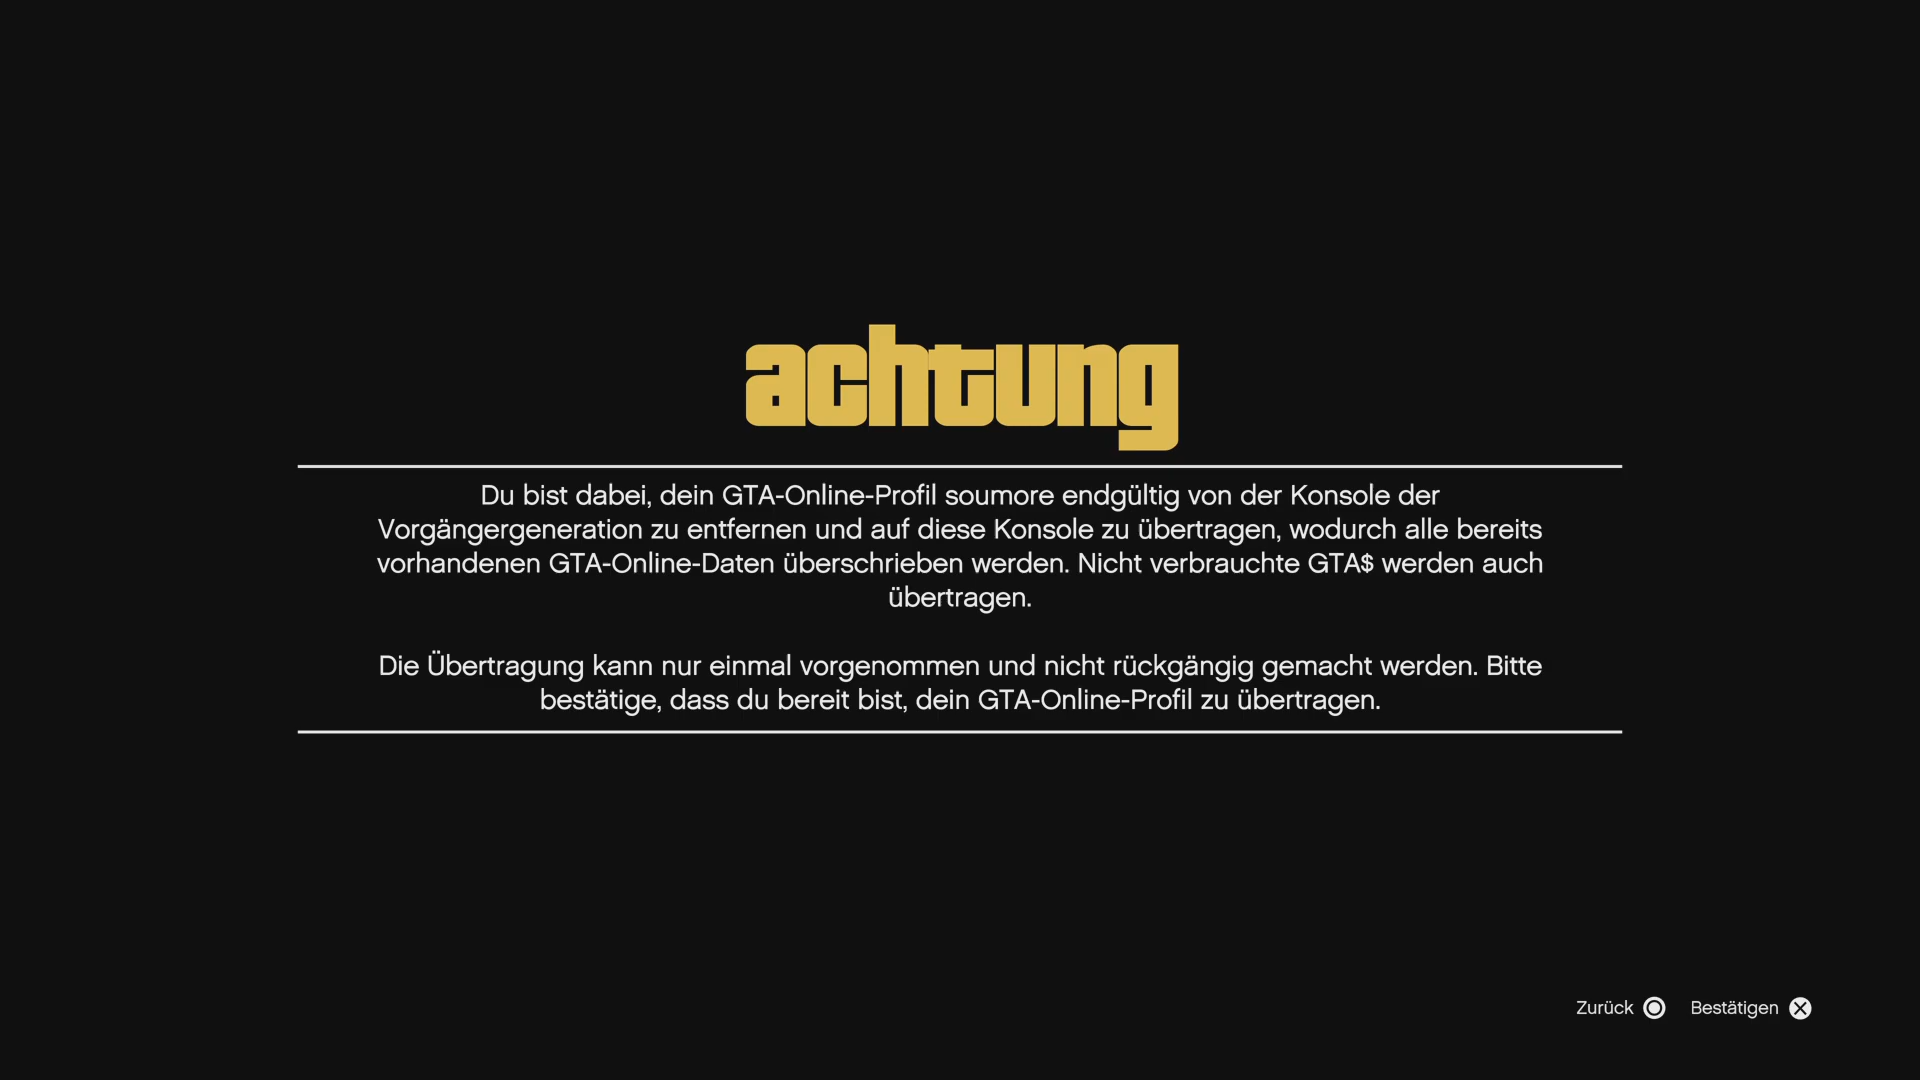 achtung
Du bist dabei, dein GTA-Online-Profil soumore endgültig von der Konsole der
Vorgängergeneration zu entfernen und auf diese Konsole zu übertragen, wodurch alle bereits
vorhandenen GTA-Online-Daten überschrieben werden. Nicht verbrauchte GTA$ werden auch
übertragen.
Die Übertragung kann nur einmal vorgenommen und nicht rückgängig gemacht werden. Bitte
bestätige, dass du bereit bist, dein GTA-Online-Profil zu übertragen.
Zurück Bestätigen